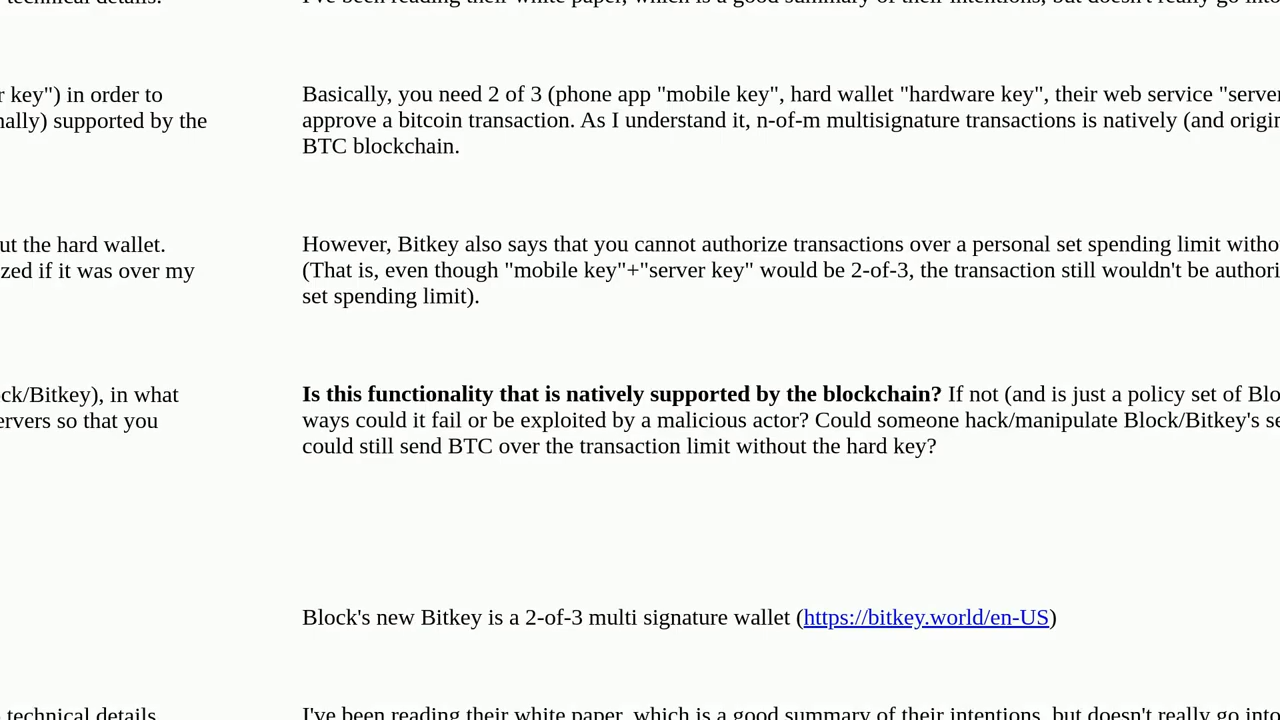 technical details.
I've been reading their white paper, which is a good summary of their intentions, but doesn't really go into
r key") in order to
Basically, you need 2 of 3 (phone app "mobile key", hard wallet "hardware key", their web service "server
nally) supported by the
approve a bitcoin transaction. As I understand it, n-of-m multisignature transactions is natively (and origin
BTC blockchain.
ut the hard wallet.
However, Bitkey also says that you cannot authorize transactions over a personal set spending limit witho
zed if it was over my
(That is, even though "mobile key"+"server key" would be 2-of-3, the transaction still wouldn't be authori
set spending limit).
ck/Bitkey), in what
Is this functionality that is natively supported by the blockchain? If not (and is just a policy set of Blo
ervers so that you
ways could it fail or be exploited by a malicious actor? Could someone hack/manipulate Block/Bitkey's se
could still send BTC over the transaction limit without the hard key?
Block's new Bitkey is a 2-of-3 multi signature wallet (https://bitkey.world/en-US)
technical details.
I've been reading their white paper, which is a good summary of their intentions, but doesn't really go into